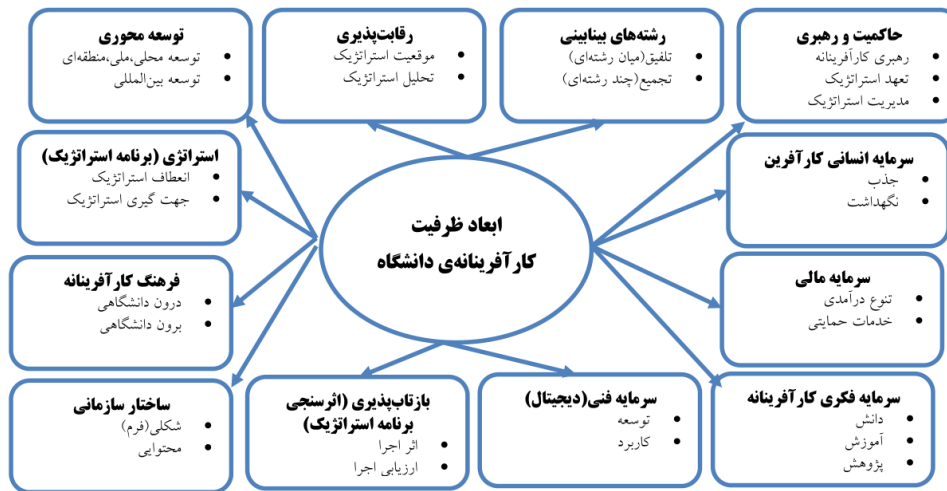 حاکمیت و رهبری
رهبری کارآفرینانه
تعهد استراتژیک
مدیریت استراتژیک
رشته‌های بینابینی
تلفیق(میان رشته‌ای)
تجمیع(چند رشته‌ای)
رقابت‌پذیری
موقعیت استراتژیک
تحلیل استراتژیک
توسعه محوری
توسعه محلی،ملی،منطقه‌ای
توسعه بین‌المللی
سرمایه انسانی کارآفرین
جذب
نگهداشت
استراتژی (برنامه استراتژیک)
انعطاف استراتژیک
جهت گیری استراتژیک
ابعاد ظرفیت
کارآفرینانه‌ی دانشگاه
سرمایه مالی
تنوع درآمدی
خدمات حمایتی
فرهنگ کارآفرینانه
درون دانشگاهی
برون دانشگاهی
سرمایه فکری کارآفرینانه
دانش
آموزش
پژوهش
سرمایه فنی(دیجیتال)
توسعه
کاربرد
بازتاب‌پذیری (اثرسنجی
برنامه استراتژیک)
اثر اجرا
ارزیابی اجرا
ساختار سازمانی
شکلی(فرم)
محتوایی